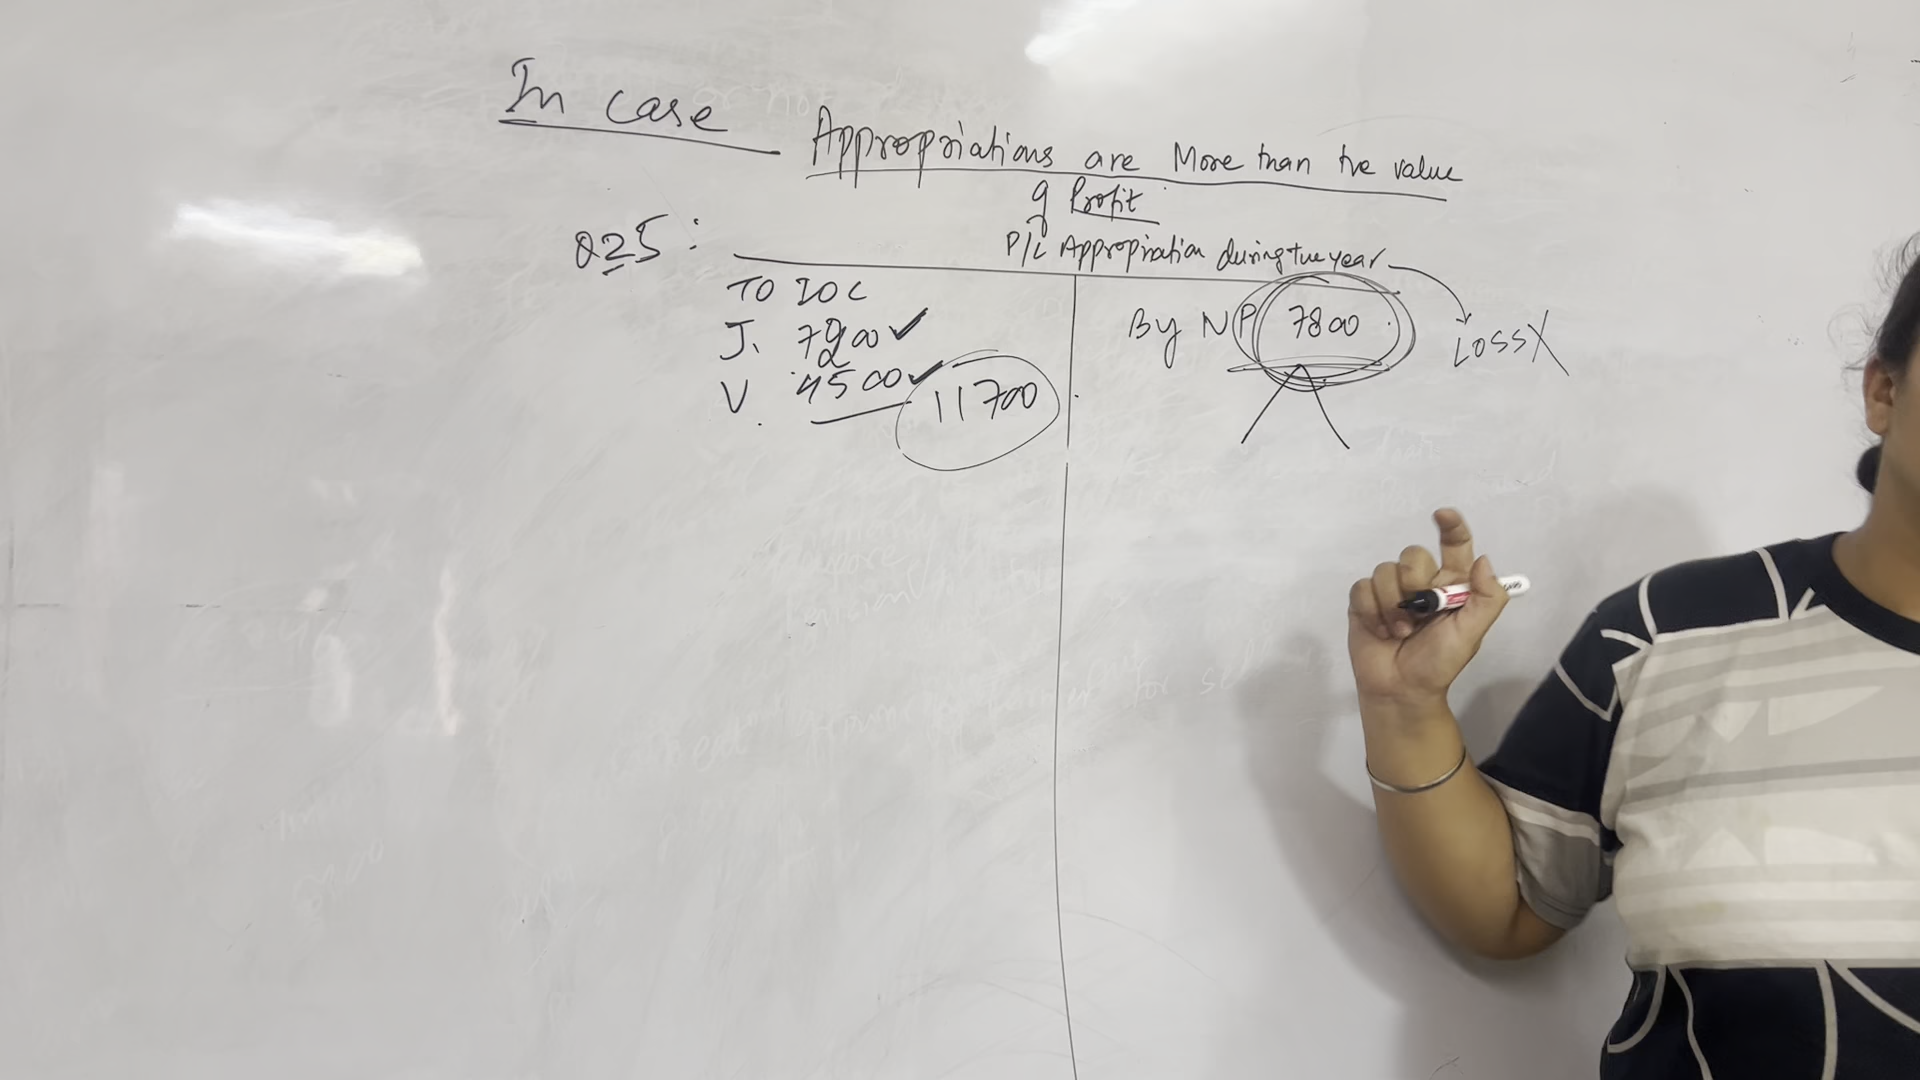 In case
Appropriations are More than the value
of Profit
Q25: P/L Appropriation during the year
TO IOC
J. 7200 ✓
V. 4500 ✓
11700
By NP 7800
Loss X